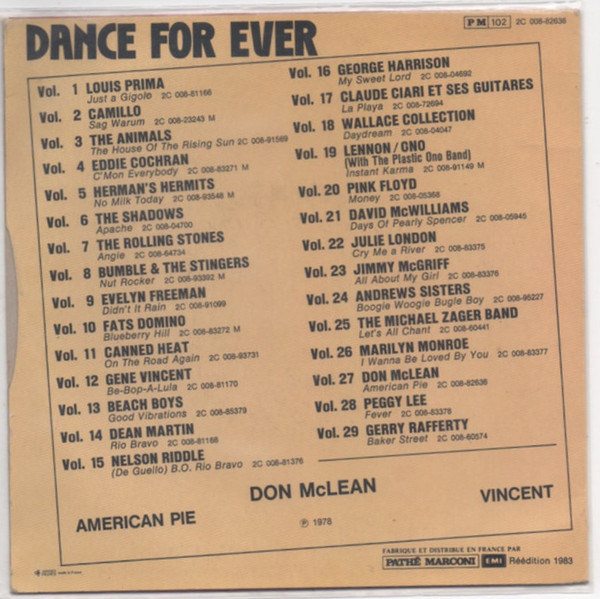 DANCE FOR EVER
PM 102 2C 008-82636
Vol. 1 LOUIS PRIMA
Just a Gigolo 2C 008-81166
Vol. 2 CAMILLO
Sag Warum 2C 008-23243 M
Vol. 3 THE ANIMALS
The House Of The Rising Sun 2C 008-91569
Vol. 4 EDDIE COCHRAN
C'Mon Everybody 2C 008-83271 M
Vol. 5 HERMAN'S HERMITS
No Milk Today 2C 008-93548 M
Vol. 6 THE SHADOWS
Apache 2C 008-04700
Vol. 7 THE ROLLING STONES
Angie 2C 008-64734
Vol. 8 BUMBLE & THE STINGERS
Nut Rocker 2C 008-93392 M
Vol. 9 EVELYN FREEMAN
Didn't It Rain 2C 008-91099
Vol. 10 FATS DOMINO
Blueberry Hill 2C 008-83272 M
Vol. 11 CANNED HEAT
On The Road Again 2C 008-93731
Vol. 12 GENE VINCENT
Be-Bop-A-Lula 2C 008-81170
Vol. 13 BEACH BOYS
Good Vibrations 2C 008-85379
Vol. 14 DEAN MARTIN
Rio Bravo 2C 008-81168
Vol. 15 NELSON RIDDLE
(De Guello) B.O. Rio Bravo 2C 008-81376
Vol. 16 GEORGE HARRISON
My Sweet Lord 2C 008-04692
Vol. 17 CLAUDE CIARI ET SES GUITARES
La Playa 2C 008-72694
Vol. 18 WALLACE COLLECTION
Daydream 2C 008-04047
Vol. 19 LENNON / ONO
(With The Plastic Ono Band)
Instant Karma 2C 008-91149 M
Vol. 20 PINK FLOYD
Money 2C 008-05368
Vol. 21 DAVID McWILLIAMS
Days Of Pearly Spencer 2C 008-05945
Vol. 22 JULIE LONDON
Cry Me a River 2C 008-83375
Vol. 23 JIMMY McGRIFF
All About My Girl 2C 008-83376
Vol. 24 ANDREWS SISTERS
Boogie Woogie Bugle Boy 2C 008-95227
Vol. 25 THE MICHAEL ZAGER BAND
Let's All Chant 2C 008-60441
Vol. 26 MARILYN MONROE
I Wanna Be Loved By You 2C 008-83377
Vol. 27 DON McLEAN
American Pie 2C 008-82636
Vol. 28 PEGGY LEE
Fever 2C 008-83378
Vol. 29 GERRY RAFFERTY
Baker Street 2C 008-60574
DON McLEAN
AMERICAN PIE
VINCENT
℗ 1978
FABRIQUE ET DISTRIBUE EN FRANCE PAR
PATHÉ MARCONI EMI Réédition 1983